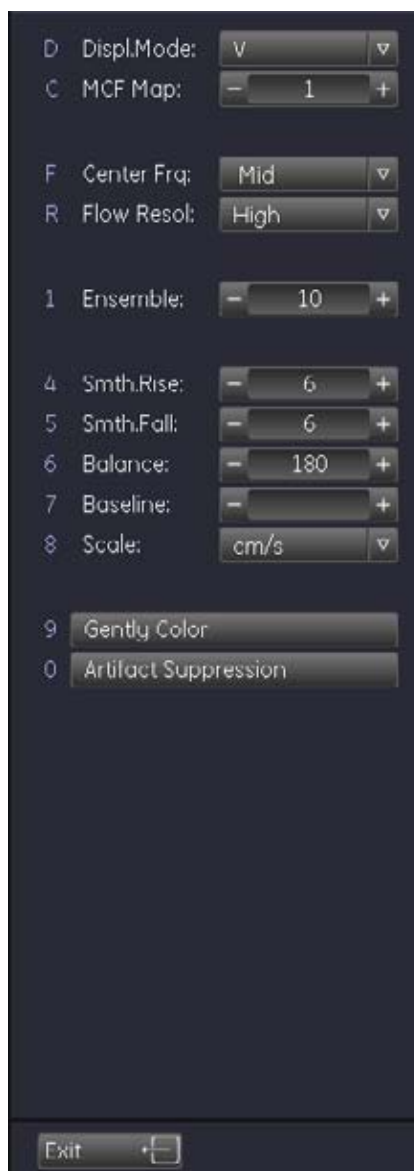 D Displ.Mode: V
C MCF Map: − 1 +
F Center Frq: Mid
R Flow Resol: High
1 Ensemble: − 10 +
4 Smth.Rise: − 6 +
5 Smth.Fall: − 6 +
6 Balance: − 180 +
7 Baseline: − +
8 Scale: cm/s
9 Gently Color
0 Artifact Suppression
Exit